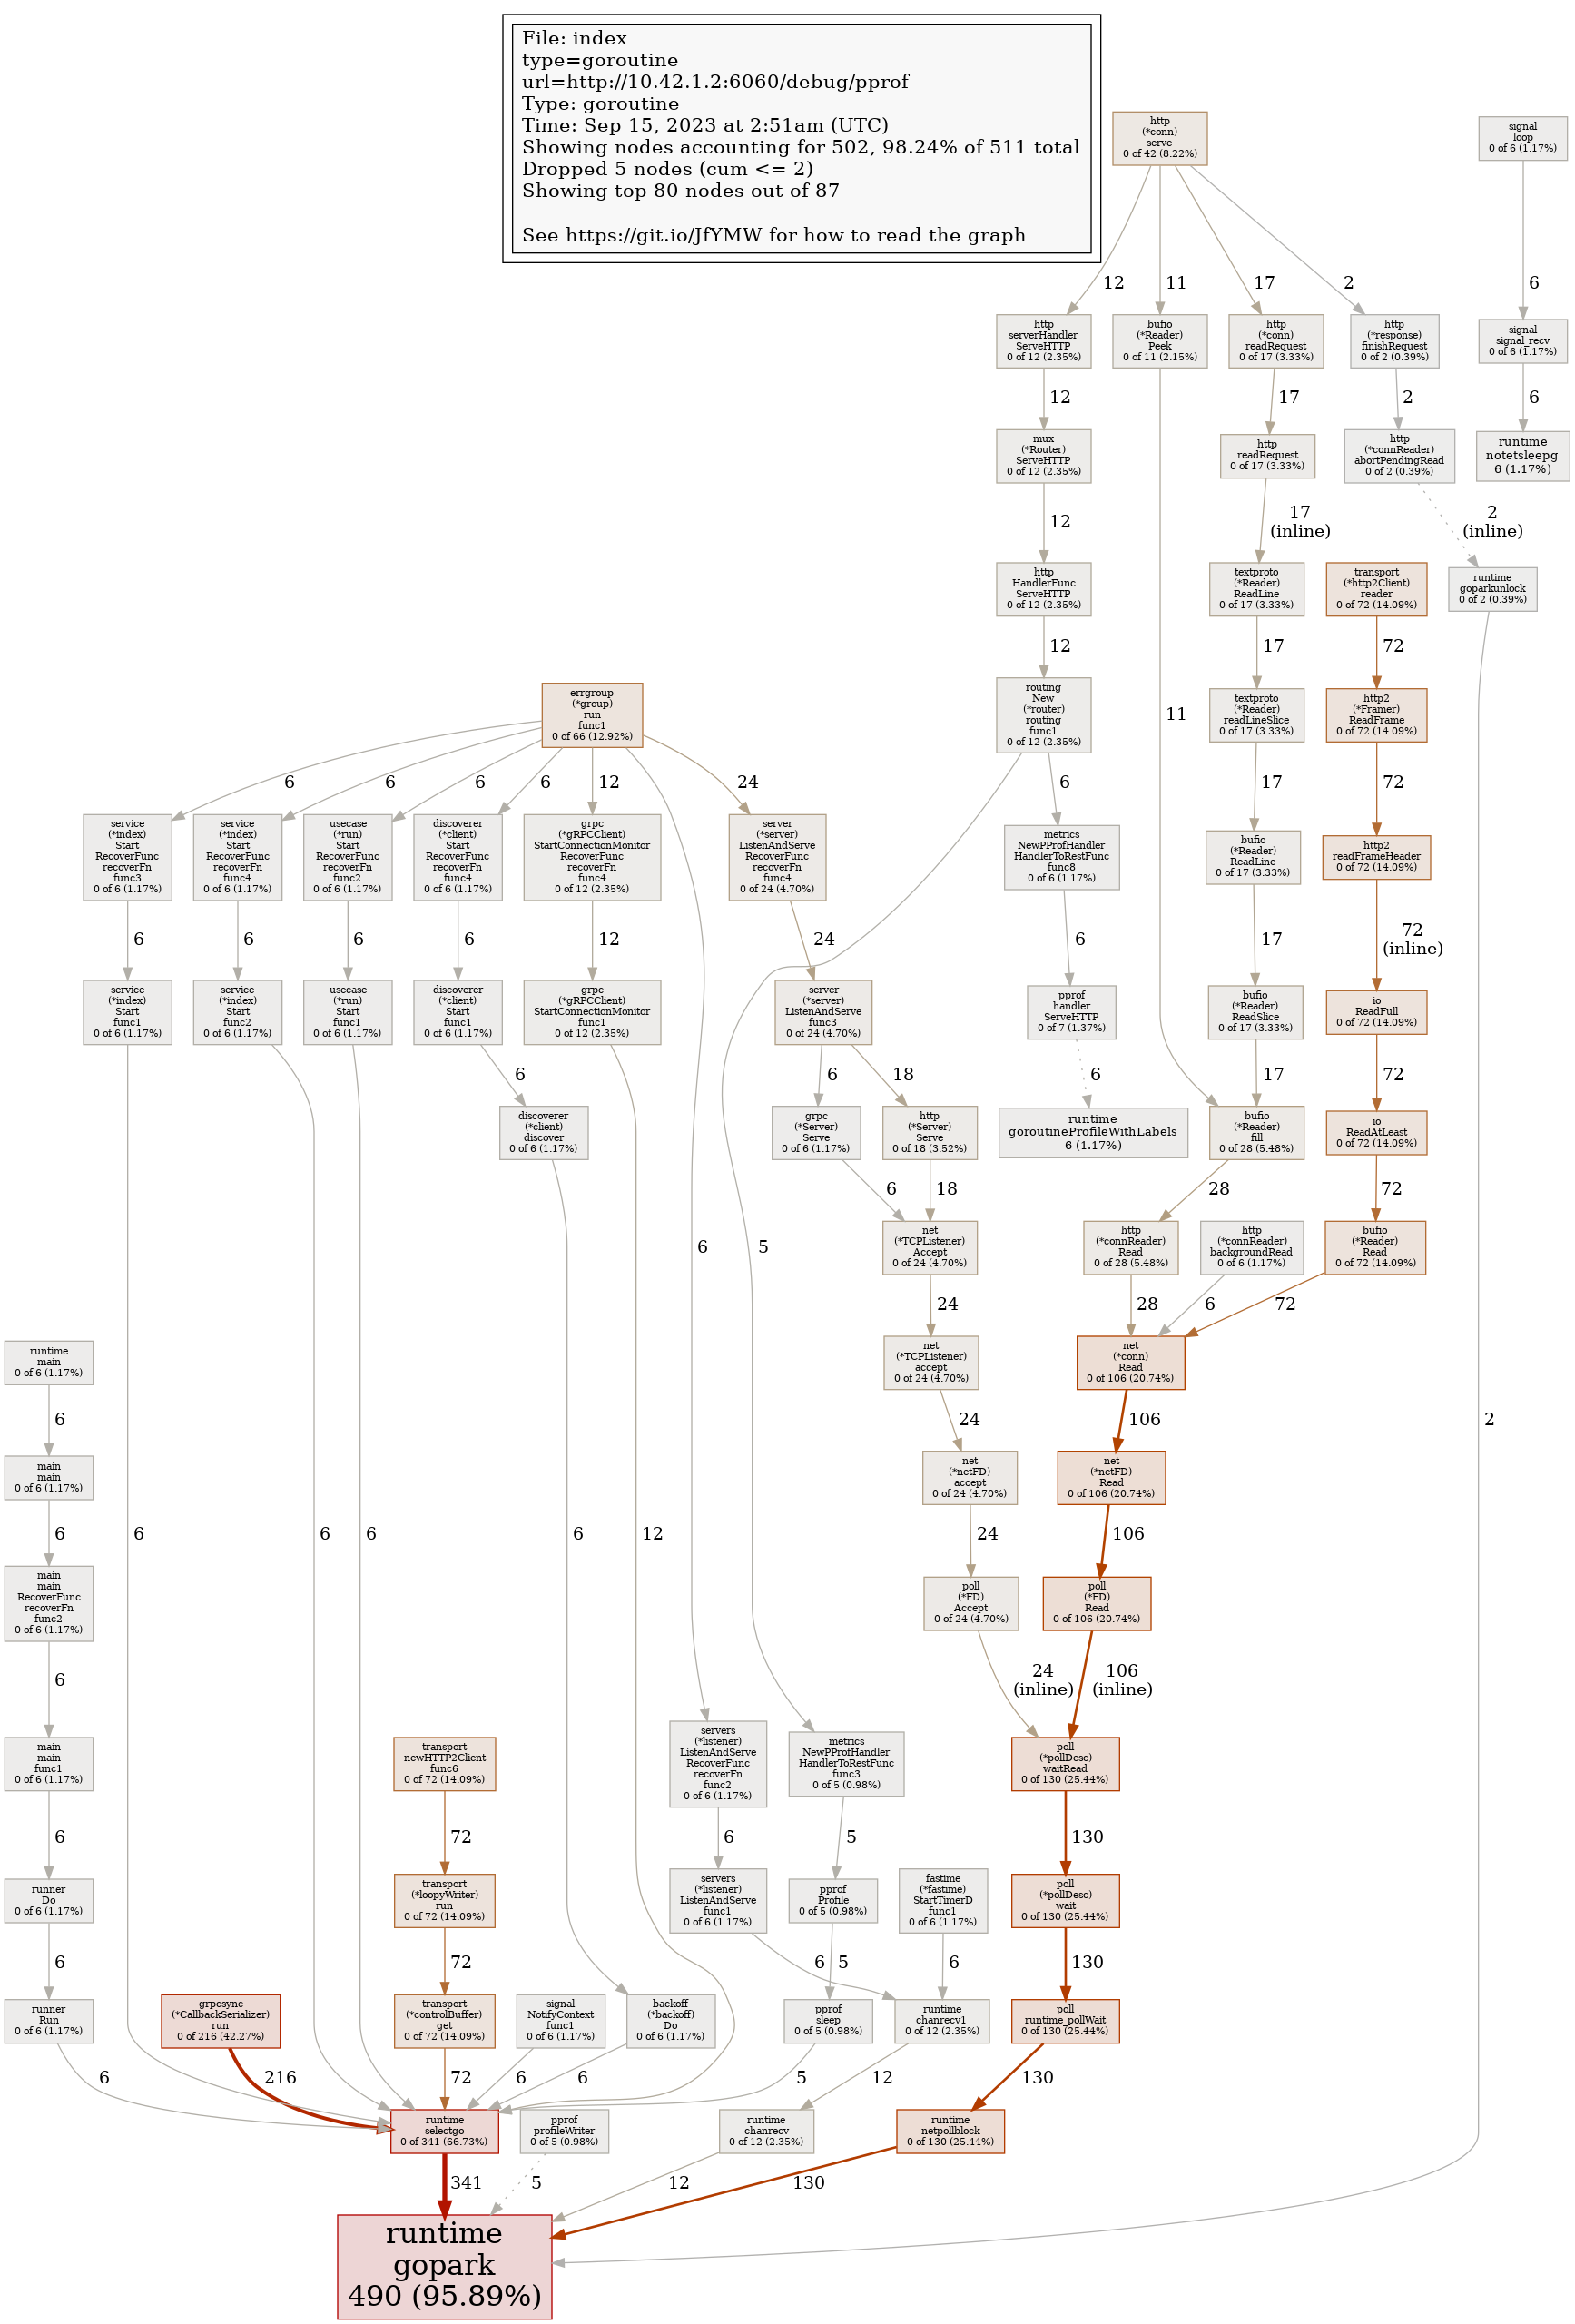 File: index
type=goroutine
url=http://10.42.1.2:6060/debug/pprof
Type: goroutine
Time: Sep 15, 2023 at 2:51am (UTC)
Showing nodes accounting for 502, 98.24% of 511 total
Dropped 5 nodes (cum <= 2)
Showing top 80 nodes out of 87
See https://git.io/JfYMW for how to read the graph
http
(*conn)
serve
0 of 42 (8.22%)
signal
loop
0 of 6 (1.17%)
12
11
17
2
6
http
serverHandler
ServeHTTP
0 of 12 (2.35%)
bufio
(*Reader)
Peek
0 of 11 (2.15%)
http
(*conn)
readRequest
0 of 17 (3.33%)
http
(*response)
finishRequest
0 of 2 (0.39%)
signal
signal_recv
0 of 6 (1.17%)
12
17
2
6
mux
(*Router)
ServeHTTP
0 of 12 (2.35%)
http
readRequest
0 of 17 (3.33%)
http
(*connReader)
abortPendingRead
0 of 2 (0.39%)
runtime
notetsleepg
6 (1.17%)
12
17
(inline)
2
(inline)
http
HandlerFunc
ServeHTTP
0 of 12 (2.35%)
textproto
(*Reader)
ReadLine
0 of 17 (3.33%)
transport
(*http2Client)
reader
0 of 72 (14.09%)
runtime
goparkunlock
0 of 2 (0.39%)
12
17
72
errgroup
(*group)
run
func1
0 of 66 (12.92%)
routing
New
(*router)
routing
func1
0 of 12 (2.35%)
textproto
(*Reader)
readLineSlice
0 of 17 (3.33%)
http2
(*Framer)
ReadFrame
0 of 72 (14.09%)
11
6
6
6
6
12
24
6
17
72
service
(*index)
Start
RecoverFunc
recoverFn
func3
0 of 6 (1.17%)
service
(*index)
Start
RecoverFunc
recoverFn
func4
0 of 6 (1.17%)
usecase
(*run)
Start
RecoverFunc
recoverFn
func2
0 of 6 (1.17%)
discoverer
(*client)
Start
RecoverFunc
recoverFn
func4
0 of 6 (1.17%)
grpc
(*gRPCClient)
StartConnectionMonitor
RecoverFunc
recoverFn
func4
0 of 12 (2.35%)
server
(*server)
ListenAndServe
RecoverFunc
recoverFn
func4
0 of 24 (4.70%)
metrics
NewPProfHandler
HandlerToRestFunc
func8
0 of 6 (1.17%)
bufio
(*Reader)
ReadLine
0 of 17 (3.33%)
http2
readFrameHeader
0 of 72 (14.09%)
6
6
6
6
12
24
6
17
72
(inline)
service
(*index)
Start
func1
0 of 6 (1.17%)
service
(*index)
Start
func2
0 of 6 (1.17%)
usecase
(*run)
Start
func1
0 of 6 (1.17%)
discoverer
(*client)
Start
func1
0 of 6 (1.17%)
grpc
(*gRPCClient)
StartConnectionMonitor
func1
0 of 12 (2.35%)
server
(*server)
ListenAndServe
func3
0 of 24 (4.70%)
pprof
handler
ServeHTTP
0 of 7 (1.37%)
bufio
(*Reader)
ReadSlice
0 of 17 (3.33%)
io
ReadFull
0 of 72 (14.09%)
6
6
18
6
17
72
discoverer
(*client)
discover
0 of 6 (1.17%)
grpc
(*Server)
Serve
0 of 6 (1.17%)
http
(*Server)
Serve
0 of 18 (3.52%)
runtime
goroutineProfileWithLabels
6 (1.17%)
bufio
(*Reader)
fill
0 of 28 (5.48%)
io
ReadAtLeast
0 of 72 (14.09%)
6
18
28
72
net
(*TCPListener)
Accept
0 of 24 (4.70%)
http
(*connReader)
Read
0 of 28 (5.48%)
http
(*connReader)
backgroundRead
0 of 6 (1.17%)
bufio
(*Reader)
Read
0 of 72 (14.09%)
6
5
24
28
6
72
runtime
main
0 of 6 (1.17%)
net
(*TCPListener)
accept
0 of 24 (4.70%)
net
(*conn)
Read
0 of 106 (20.74%)
6
24
106
2
main
main
0 of 6 (1.17%)
net
(*netFD)
accept
0 of 24 (4.70%)
net
(*netFD)
Read
0 of 106 (20.74%)
6
6
6
6
6
12
24
106
main
main
RecoverFunc
recoverFn
func2
0 of 6 (1.17%)
poll
(*FD)
Accept
0 of 24 (4.70%)
poll
(*FD)
Read
0 of 106 (20.74%)
6
24
(inline)
106
(inline)
main
main
func1
0 of 6 (1.17%)
transport
newHTTP2Client
func6
0 of 72 (14.09%)
servers
(*listener)
ListenAndServe
RecoverFunc
recoverFn
func2
0 of 6 (1.17%)
metrics
NewPProfHandler
HandlerToRestFunc
func3
0 of 5 (0.98%)
poll
(*pollDesc)
waitRead
0 of 130 (25.44%)
6
72
6
5
130
runner
Do
0 of 6 (1.17%)
transport
(*loopyWriter)
run
0 of 72 (14.09%)
servers
(*listener)
ListenAndServe
func1
0 of 6 (1.17%)
pprof
Profile
0 of 5 (0.98%)
fastime
(*fastime)
StartTimerD
func1
0 of 6 (1.17%)
poll
(*pollDesc)
wait
0 of 130 (25.44%)
6
72
6
5
6
130
runner
Run
0 of 6 (1.17%)
grpcsync
(*CallbackSerializer)
run
0 of 216 (42.27%)
transport
(*controlBuffer)
get
0 of 72 (14.09%)
signal
NotifyContext
func1
0 of 6 (1.17%)
backoff
(*backoff)
Do
0 of 6 (1.17%)
pprof
sleep
0 of 5 (0.98%)
runtime
chanrecv1
0 of 12 (2.35%)
poll
runtime_pollWait
0 of 130 (25.44%)
6
216
72
6
6
5
12
130
runtime
selectgo
0 of 341 (66.73%)
pprof
profileWriter
0 of 5 (0.98%)
runtime
chanrecv
0 of 12 (2.35%)
runtime
netpollblock
0 of 130 (25.44%)
341
5
12
130
runtime
gopark
490 (95.89%)